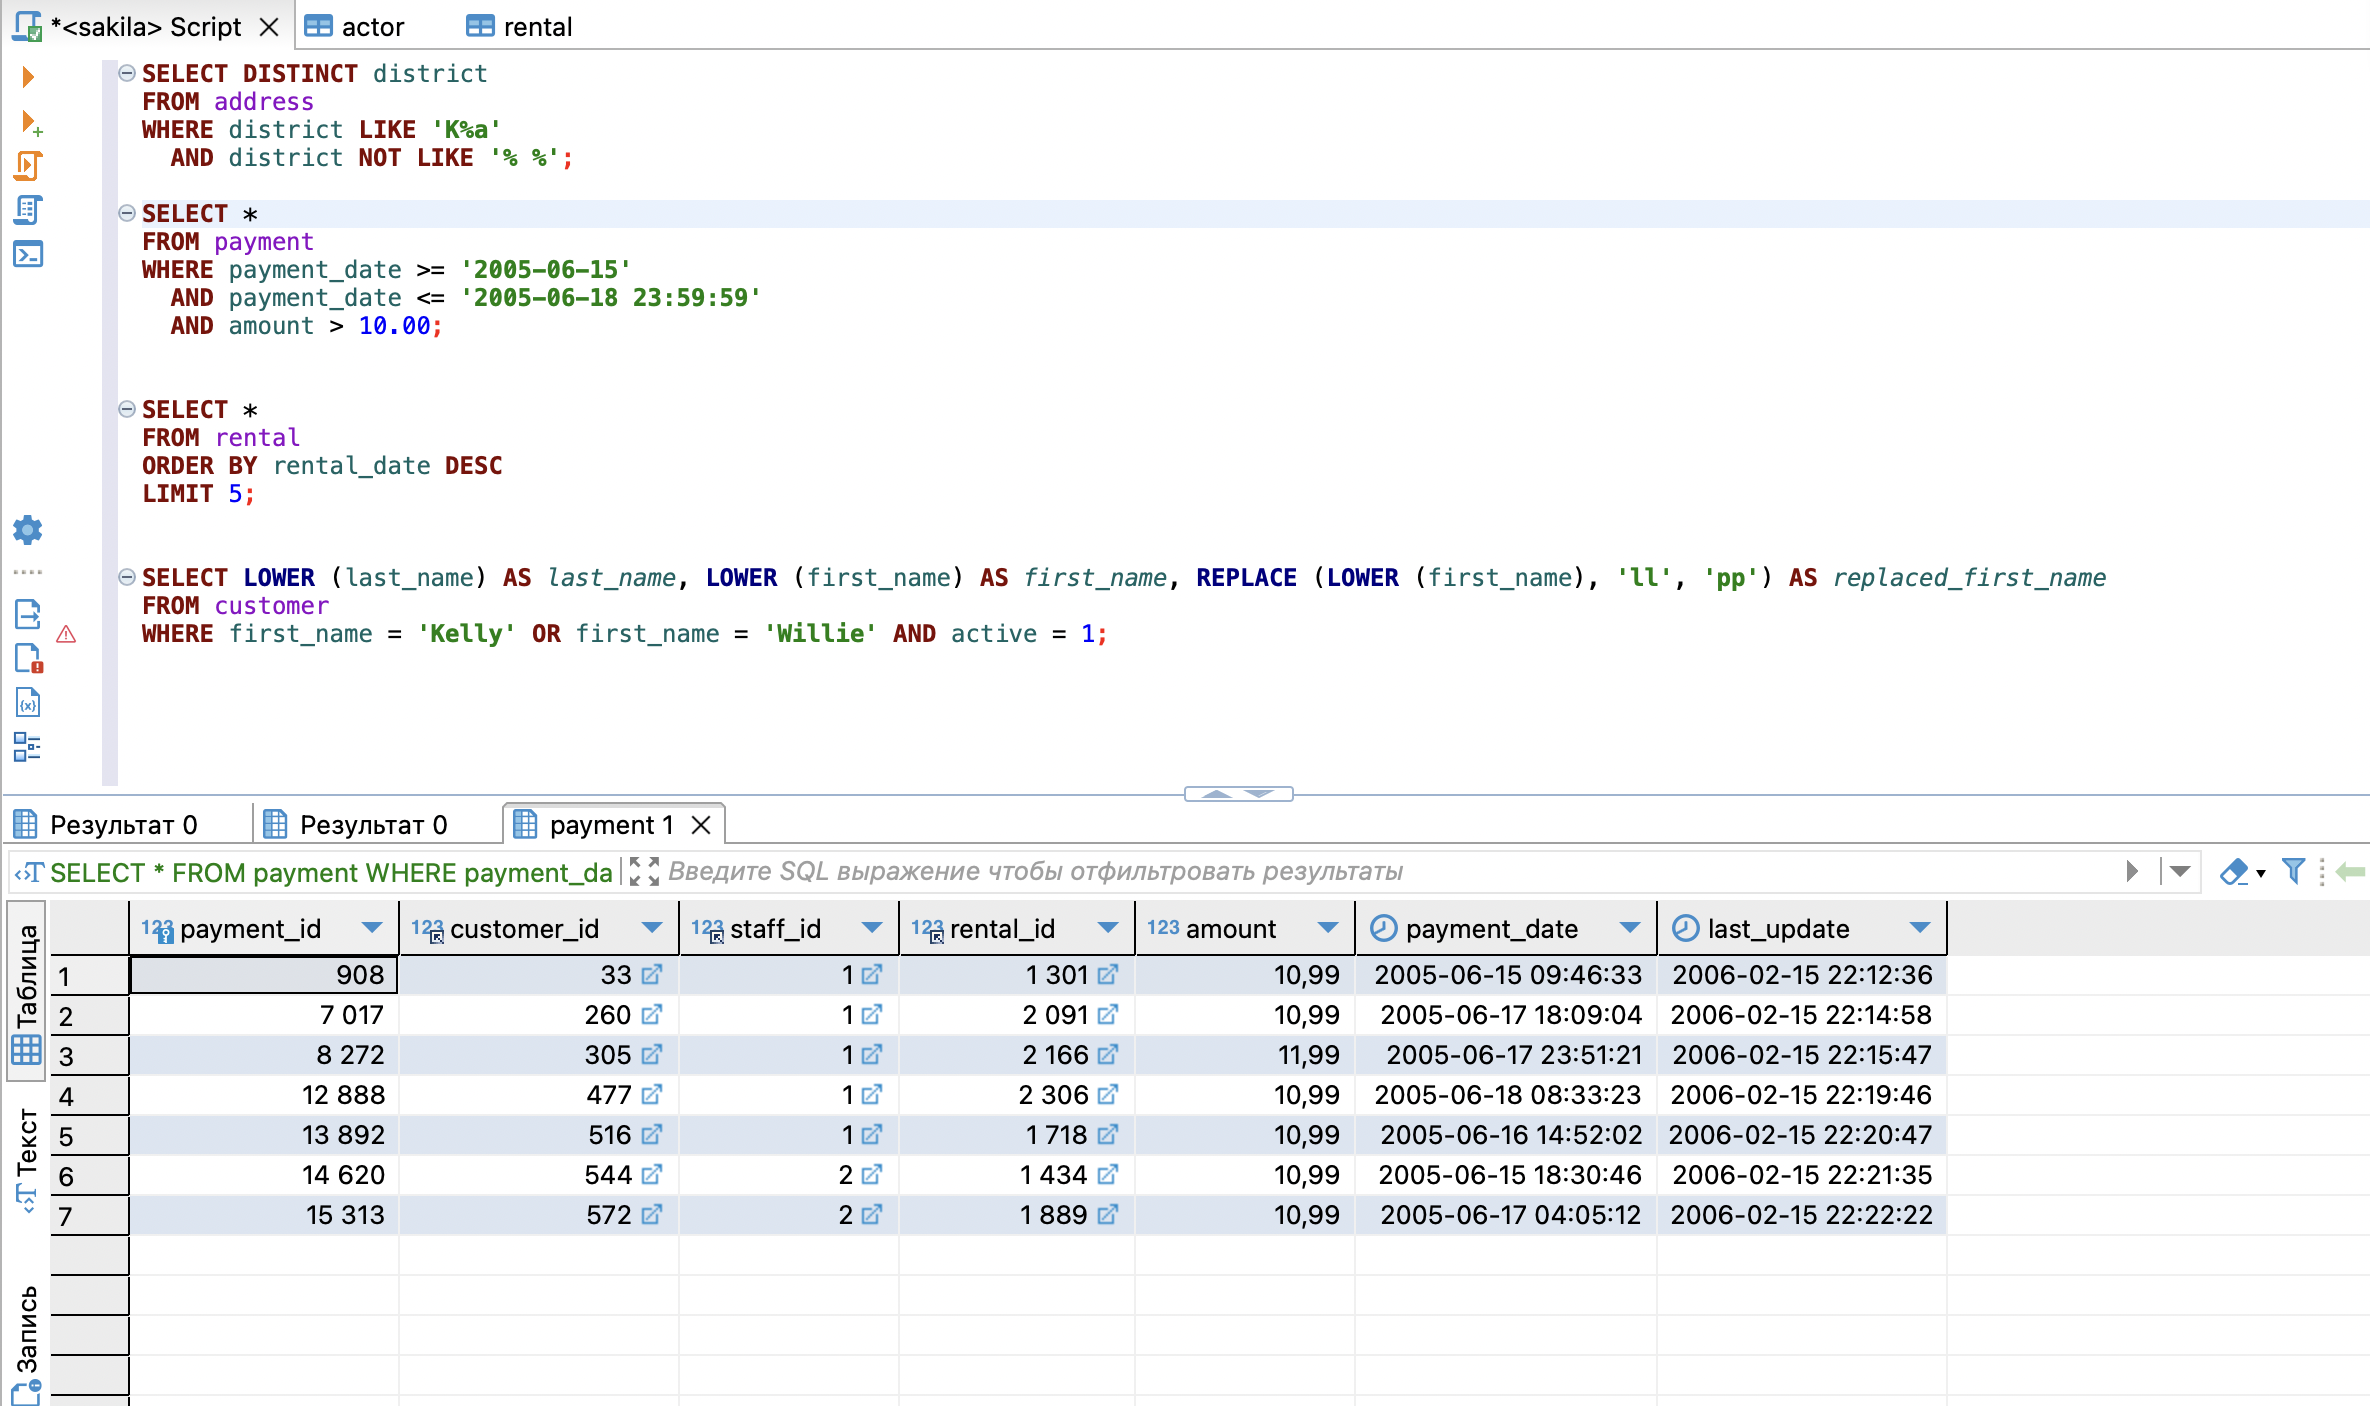 *<sakila> Script
actor
rental
SELECT DISTINCT district
FROM address
WHERE district LIKE 'K%a'
AND district NOT LIKE '% %';
SELECT *
FROM payment
WHERE payment_date >= '2005-06-15'
AND payment_date <= '2005-06-18 23:59:59'
AND amount > 10.00;
SELECT *
FROM rental
ORDER BY rental_date DESC
LIMIT 5;
SELECT LOWER (last_name) AS last_name, LOWER (first_name) AS first_name, REPLACE (LOWER (first_name), 'll', 'pp') AS replaced_first_name
FROM customer
WHERE first_name = 'Kelly' OR first_name = 'Willie' AND active = 1;
Результат 0
Результат 0
payment 1
SELECT * FROM payment WHERE payment_da
Введите SQL выражение чтобы отфильтровать результаты
Таблица
Текст
Запись
123 payment_id 123 customer_id 123 staff_id 123 rental_id 123 amount payment_date last_update
1 908 33 1 1 301 10,99 2005-06-15 09:46:33 2006-02-15 22:12:36
2 7 017 260 1 2 091 10,99 2005-06-17 18:09:04 2006-02-15 22:14:58
3 8 272 305 1 2 166 11,99 2005-06-17 23:51:21 2006-02-15 22:15:47
4 12 888 477 1 2 306 10,99 2005-06-18 08:33:23 2006-02-15 22:19:46
5 13 892 516 1 1 718 10,99 2005-06-16 14:52:02 2006-02-15 22:20:47
6 14 620 544 2 1 434 10,99 2005-06-15 18:30:46 2006-02-15 22:21:35
7 15 313 572 2 1 889 10,99 2005-06-17 04:05:12 2006-02-15 22:22:22